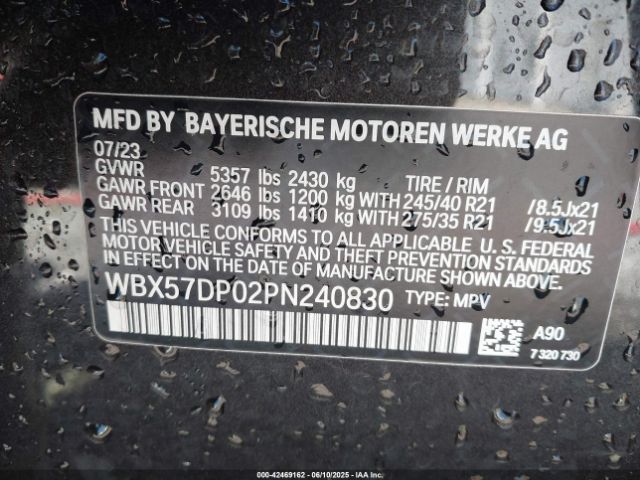 MFD BY BAYERISCHE MOTOREN WERKE AG
07/23
GVWR 5357 lbs 2430 kg TIRE / RIM
GAWR FRONT 2646 lbs 1200 kg WITH 245/40 R21 /8.5Jx21
GAWR REAR 3109 lbs 1410 kg WITH 275/35 R21 /9.5Jx21
THIS VEHICLE CONFORMS TO ALL APPLICABLE U. S. FEDERAL
MOTOR VEHICLE SAFETY AND THEFT PREVENTION STANDARDS
IN EFFECT ON THE DATE OF MANUFACTURE SHOWN ABOVE.
WBX57DP02PN240830 TYPE: MPV
A90
7 320 730
000-42469162 - 06/10/2025 - IAA Inc.